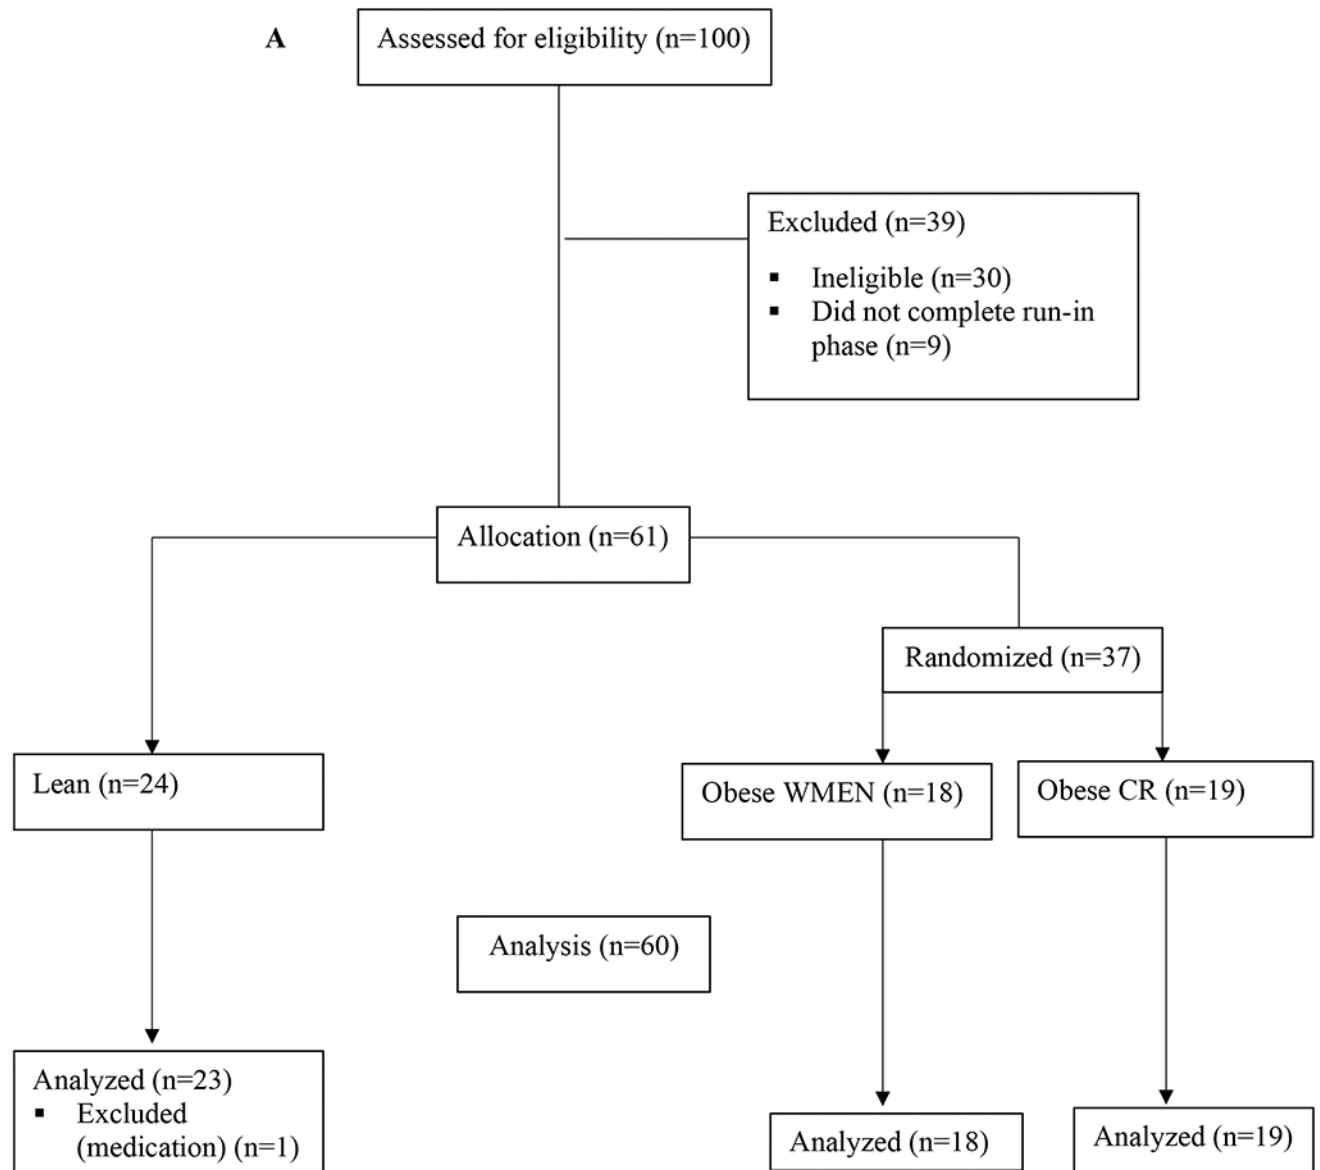 A
Assessed for eligibility (n=100)
Excluded (n=39)
▪ Ineligible (n=30)
▪ Did not complete run-in
phase (n=9)
Allocation (n=61)
Randomized (n=37)
Lean (n=24)
Obese WMEN (n=18)
Obese CR (n=19)
Analysis (n=60)
Analyzed (n=23)
▪ Excluded
(medication) (n=1)
Analyzed (n=18)
Analyzed (n=19)